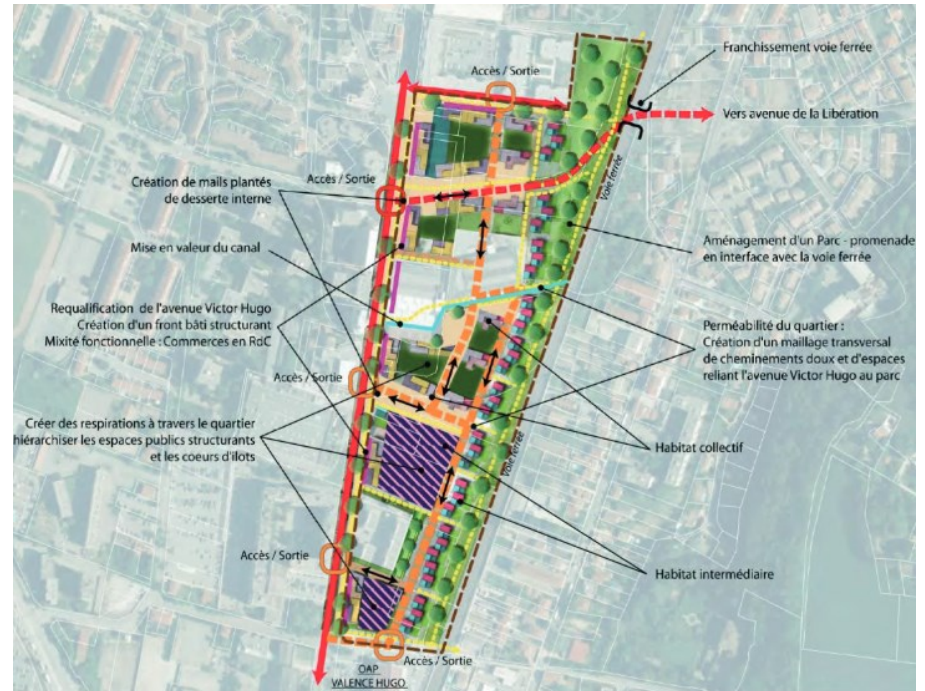 Franchissement voie ferrée
Accès / Sortie
Vers avenue de la Libération
Voie ferrée
Accès / Sortie
Création de mails plantés
de desserte interne
Mise en valeur du canal
Aménagement d'un Parc - promenade
en interface avec la voie ferrée
Requalification de l'avenue Victor Hugo
Création d'un front bâti structurant
Mixité fonctionnelle : Commerces en RdC
Perméabilité du quartier :
Création d'un maillage transversal
de cheminements doux et d'espaces
reliant l'avenue Victor Hugo au parc
Accès / Sortie
Créer des respirations à travers le quartier
hiérarchiser les espaces publics structurants
et les coeurs d'ilots
Habitat collectif
Voie ferrée
Accès / Sortie
Habitat intermédiaire
Accès / Sortie
OAP
VALENCE HUGO